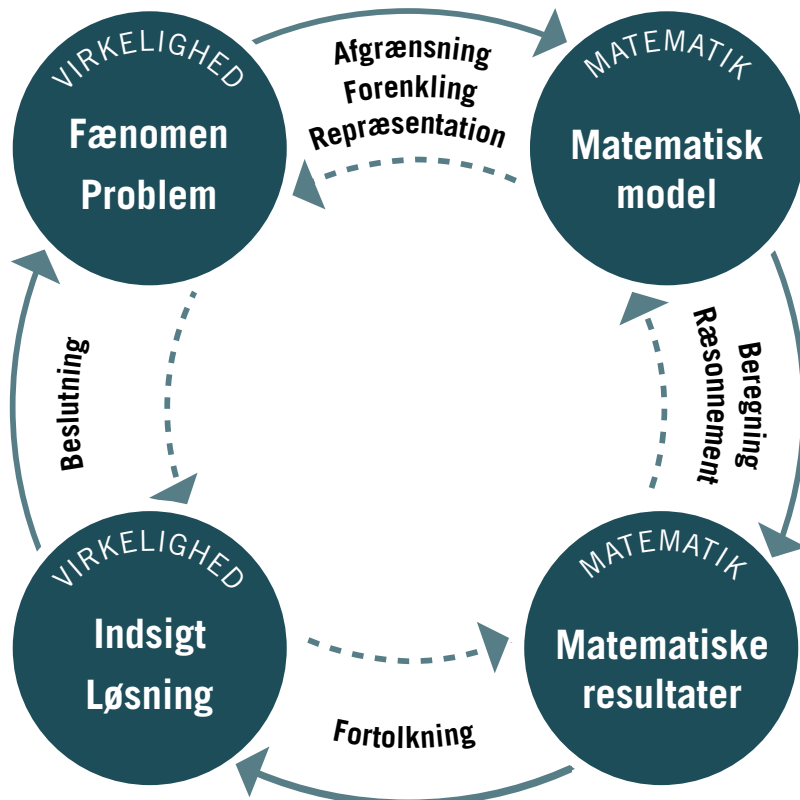 VIRKELIGHED
Fænomen
Problem
Afgrænsning
Forenkling
Repræsentation
MATEMATIK
Matematisk
model
Beregning
Ræsonnement
MATEMATIK
Matematiske
resultater
Fortolkning
VIRKELIGHED
Indsigt
Løsning
Beslutning